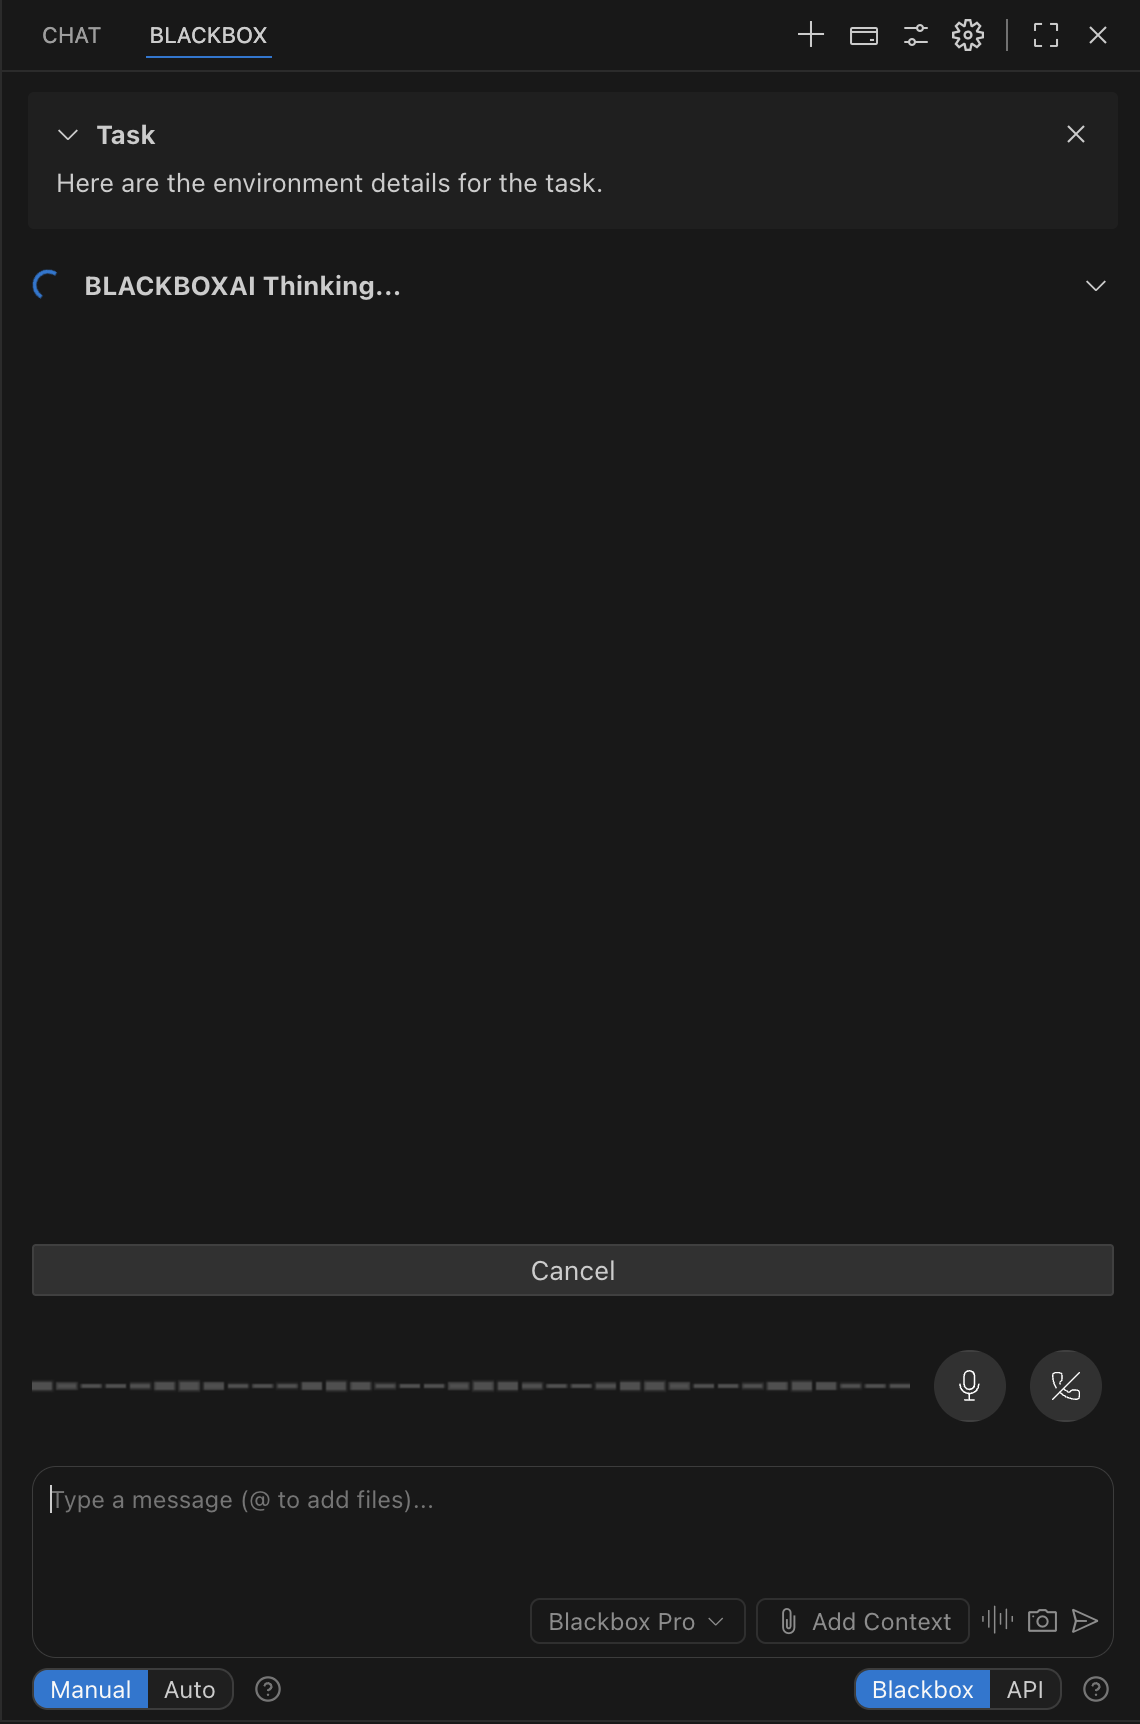 CHAT BLACKBOX
Task
Here are the environment details for the task.
BLACKBOXAI Thinking...
Cancel
Type a message (@ to add files)...
Blackbox Pro Add Context
Manual Auto Blackbox API